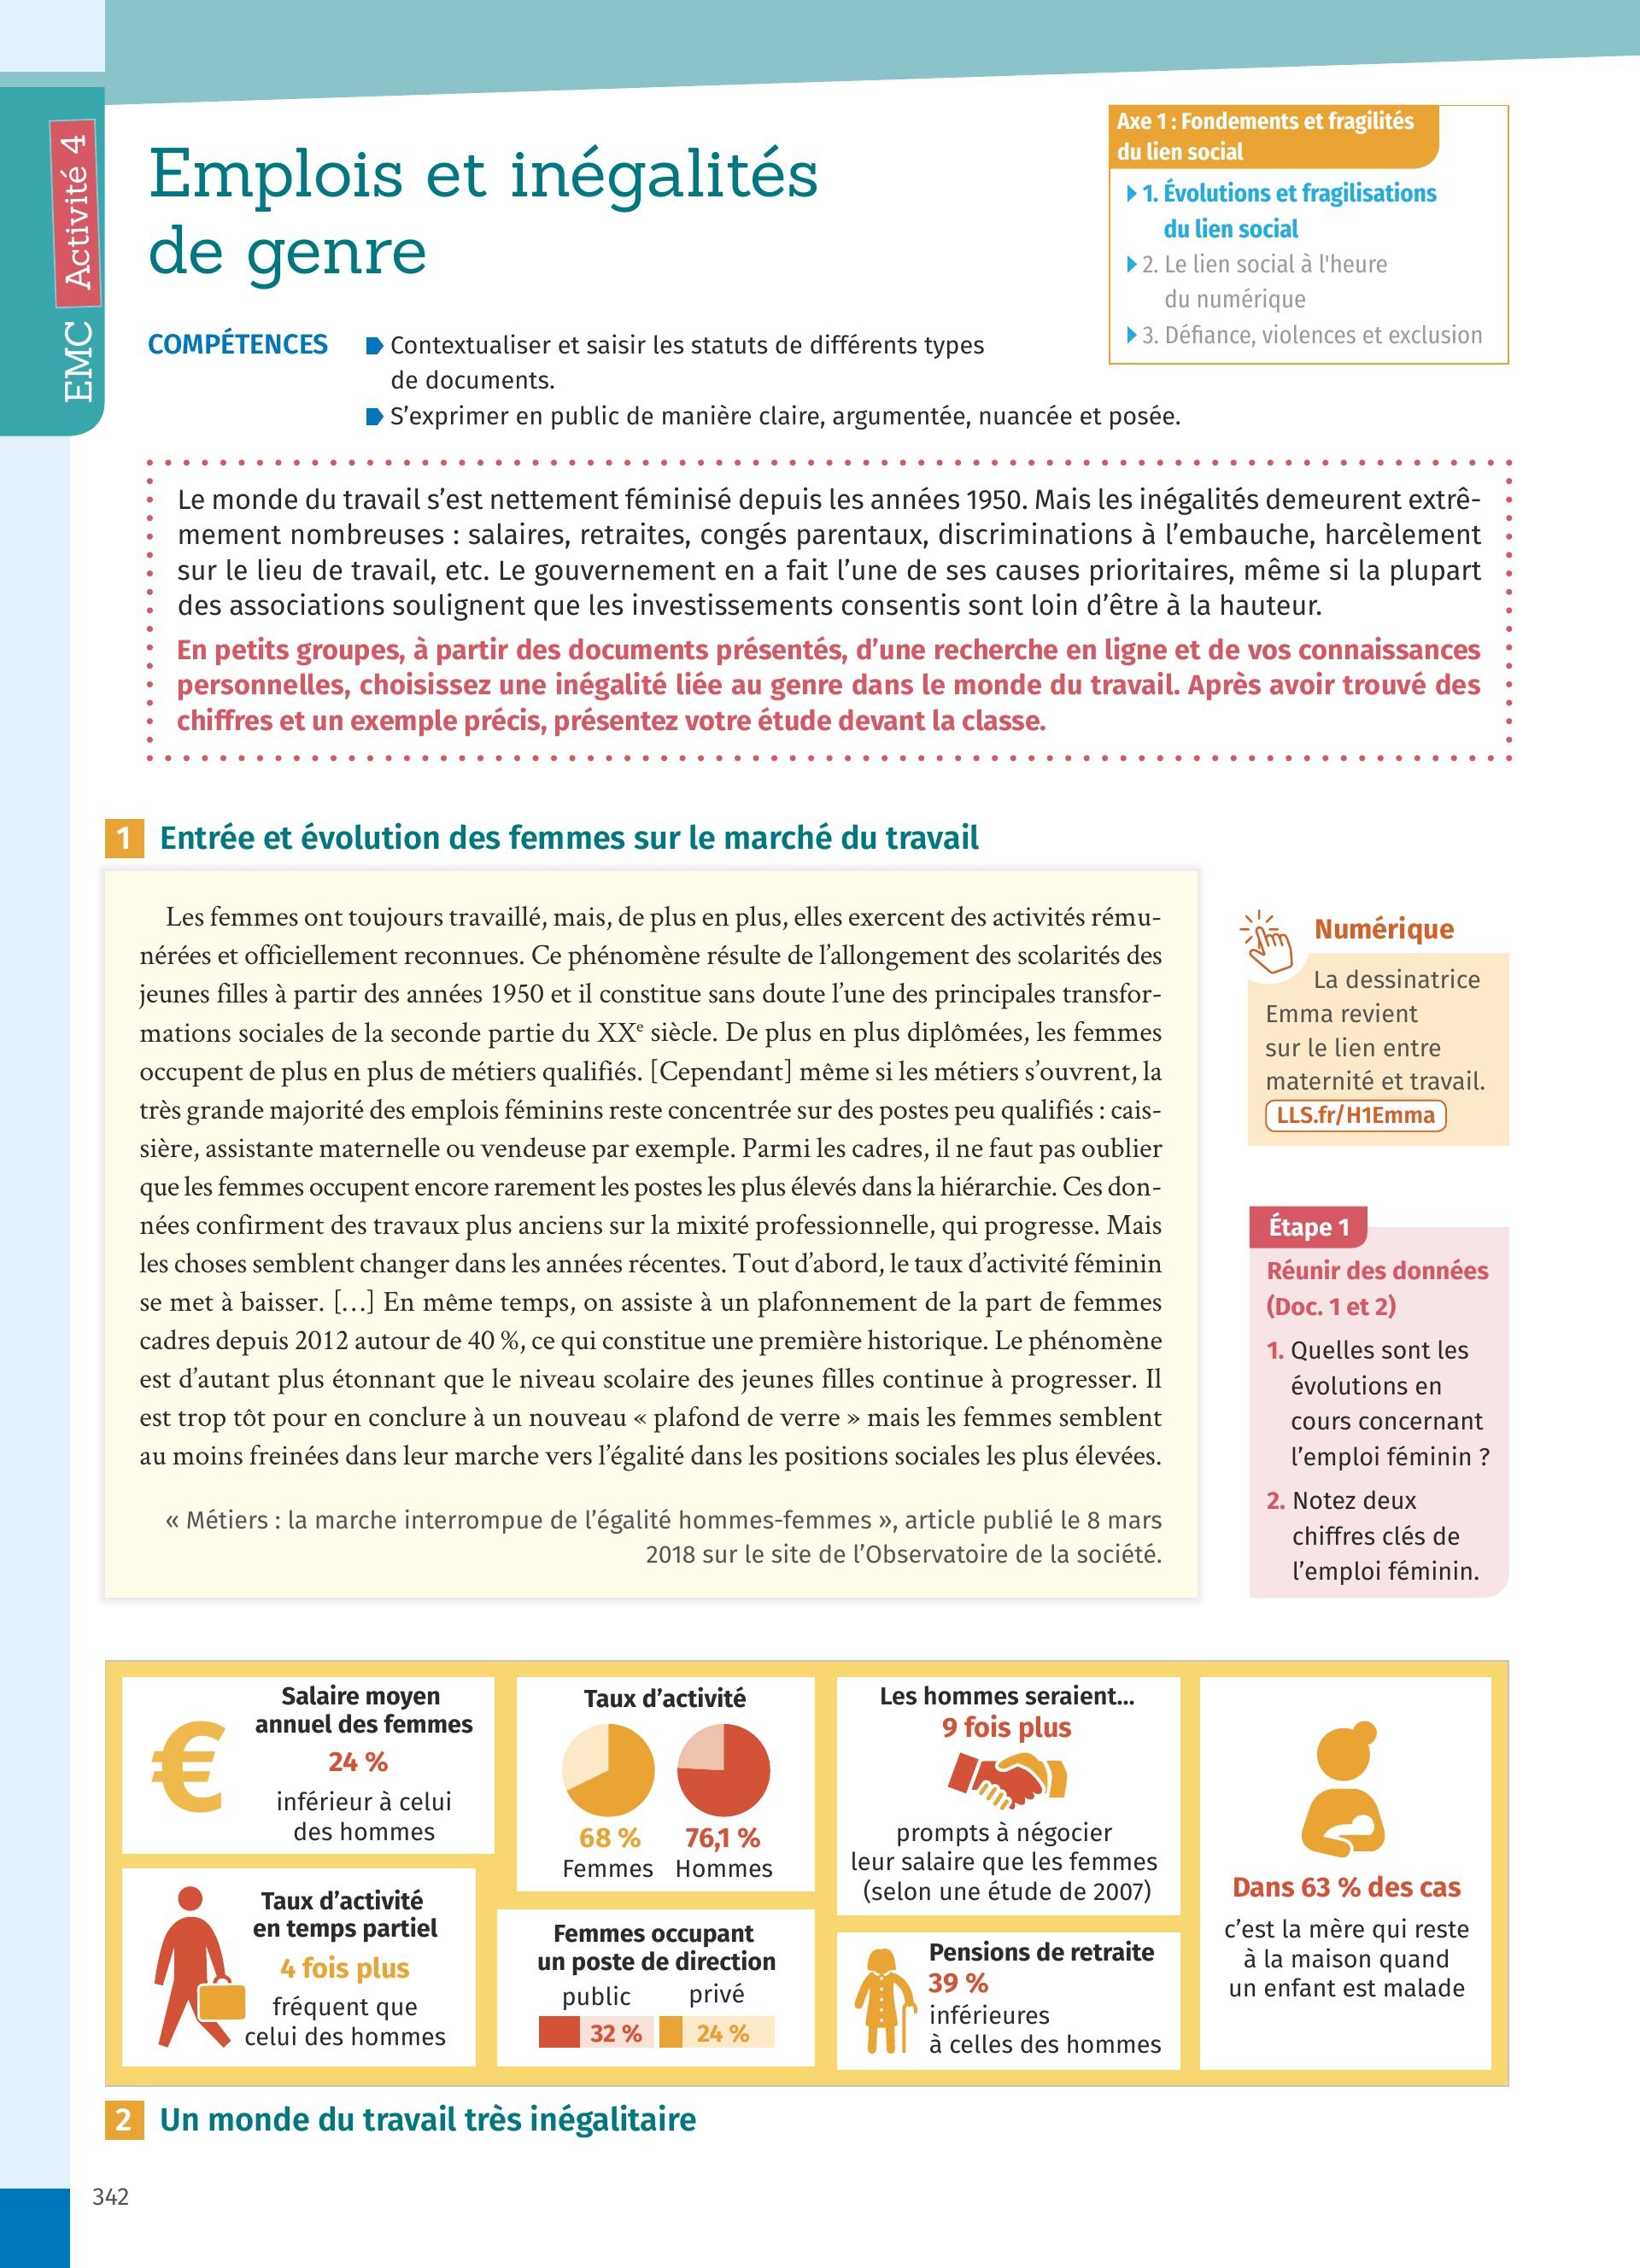 EMC Activité 4
Emplois et inégalités
de genre
Axe 1 : Fondements et fragilités
du lien social
1. Évolutions et fragilisations
du lien social
2. Le lien social à l'heure
du numérique
3. Défiance, violences et exclusion
COMPÉTENCES
Contextualiser et saisir les statuts de différents types
de documents.
S’exprimer en public de manière claire, argumentée, nuancée et posée.
Le monde du travail s’est nettement féminisé depuis les années 1950. Mais les inégalités demeurent extrê-
mement nombreuses : salaires, retraites, congés parentaux, discriminations à l’embauche, harcèlement
sur le lieu de travail, etc. Le gouvernement en a fait l’une de ses causes prioritaires, même si la plupart
des associations soulignent que les investissements consentis sont loin d’être à la hauteur.
En petits groupes, à partir des documents présentés, d’une recherche en ligne et de vos connaissances
personnelles, choisissez une inégalité liée au genre dans le monde du travail. Après avoir trouvé des
chiffres et un exemple précis, présentez votre étude devant la classe.
1 Entrée et évolution des femmes sur le marché du travail
Les femmes ont toujours travaillé, mais, de plus en plus, elles exercent des activités rému-
nérées et officiellement reconnues. Ce phénomène résulte de l’allongement des scolarités des
jeunes filles à partir des années 1950 et il constitue sans doute l’une des principales transfor-
mations sociales de la seconde partie du XXe siècle. De plus en plus diplômées, les femmes
occupent de plus en plus de métiers qualifiés. [Cependant] même si les métiers s’ouvrent, la
très grande majorité des emplois féminins reste concentrée sur des postes peu qualifiés : cais-
sière, assistante maternelle ou vendeuse par exemple. Parmi les cadres, il ne faut pas oublier
que les femmes occupent encore rarement les postes les plus élevés dans la hiérarchie. Ces don-
nées confirment des travaux plus anciens sur la mixité professionnelle, qui progresse. Mais
les choses semblent changer dans les années récentes. Tout d’abord, le taux d’activité féminin
se met à baisser. […] En même temps, on assiste à un plafonnement de la part de femmes
cadres depuis 2012 autour de 40 %, ce qui constitue une première historique. Le phénomène
est d’autant plus étonnant que le niveau scolaire des jeunes filles continue à progresser. Il
est trop tôt pour en conclure à un nouveau « plafond de verre » mais les femmes semblent
au moins freinées dans leur marche vers l’égalité dans les positions sociales les plus élevées.
« Métiers : la marche interrompue de l’égalité hommes-femmes », article publié le 8 mars
2018 sur le site de l’Observatoire de la société.
Numérique
La dessinatrice
Emma revient
sur le lien entre
maternité et travail.
LLS.fr/H1Emma
Étape 1
Réunir des données
(Doc. 1 et 2)
1. Quelles sont les
évolutions en
cours concernant
l’emploi féminin ?
2. Notez deux
chiffres clés de
l’emploi féminin.
€
Salaire moyen
annuel des femmes
24 %
inférieur à celui
des hommes
Taux d’activité
en temps partiel
4 fois plus
fréquent que
celui des hommes
Taux d’activité
68 % 76,1 %
Femmes Hommes
Femmes occupant
un poste de direction
public privé
32 % 24 %
Les hommes seraient...
9 fois plus
prompts à négocier
leur salaire que les femmes
(selon une étude de 2007)
Pensions de retraite
39 %
inférieures
à celles des hommes
Dans 63 % des cas
c’est la mère qui reste
à la maison quand
un enfant est malade
2 Un monde du travail très inégalitaire
342